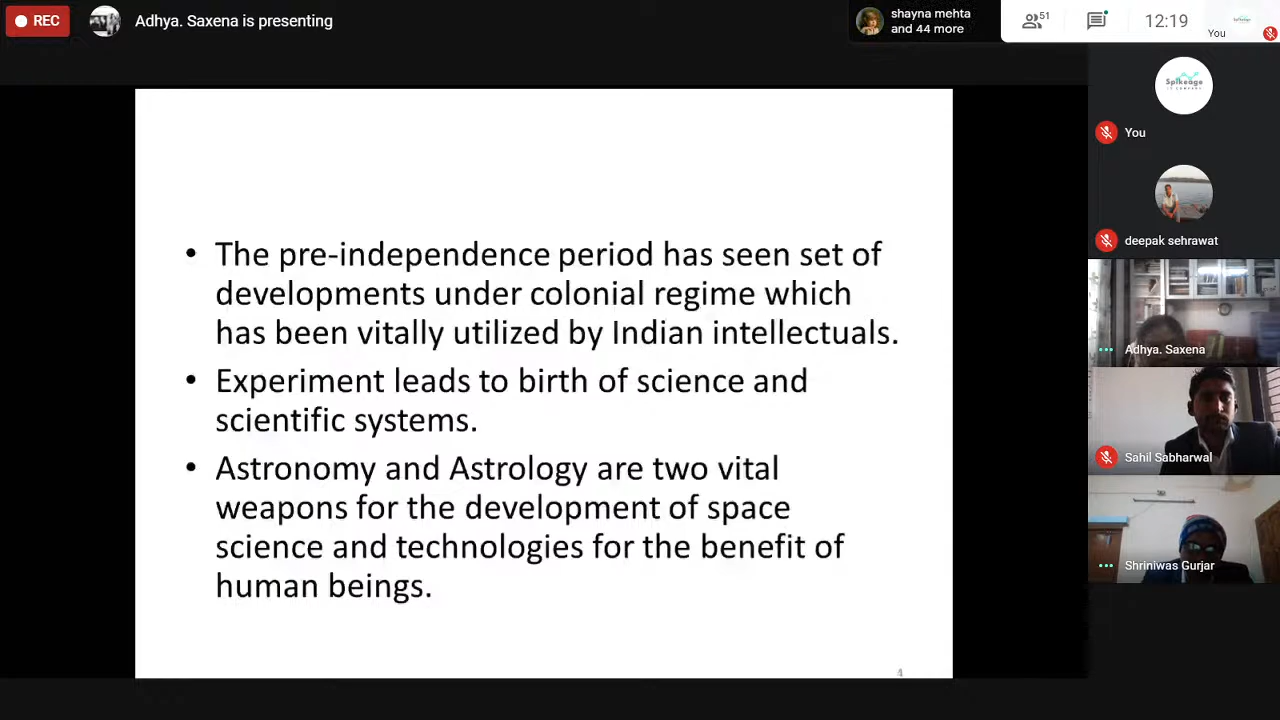 REC
Adhya. Saxena is presenting
shayna mehta
and 44 more
51
12:19
You
Spikeage
You
deepak sehrawat
• The pre-independence period has seen set of
developments under colonial regime which
has been vitally utilized by Indian intellectuals.
• Experiment leads to birth of science and
scientific systems.
• Astronomy and Astrology are two vital
weapons for the development of space
science and technologies for the benefit of
human beings.
4
Adhya. Saxena
Sahil Sabharwal
Shriniwas Gurjar